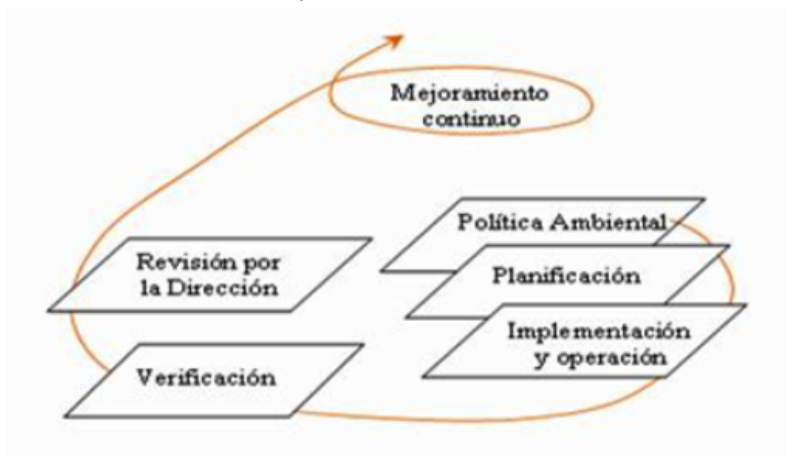 Mejoramiento
continuo
Política Ambiental
Planificación
Implementación
y operación
Verificación
Revisión por
la Dirección